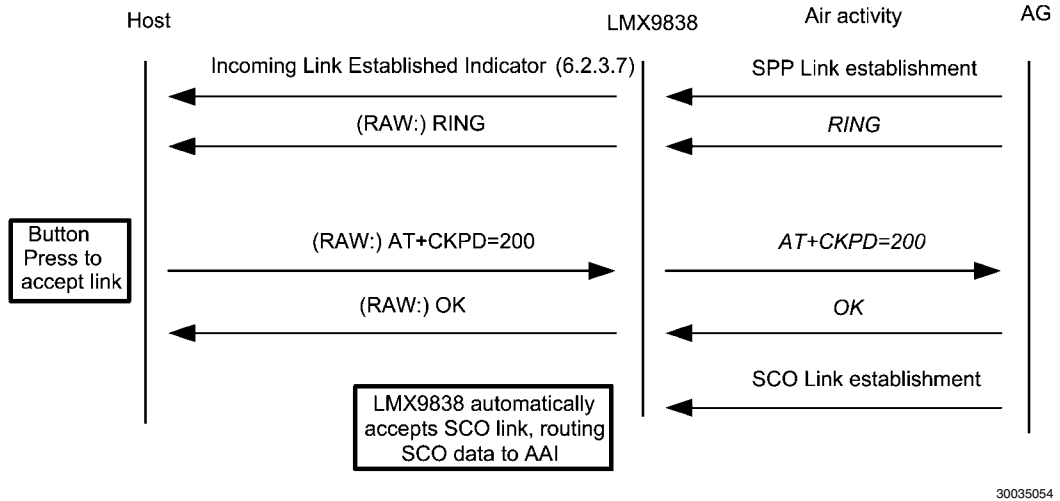 Host
LMX9838
Air activity
AG
Incoming Link Established Indicator (6.2.3.7)
SPP Link establishment
(RAW:) RING
RING
Button
Press to
accept link
(RAW:) AT+CKPD=200
AT+CKPD=200
(RAW:) OK
OK
SCO Link establishment
LMX9838 automatically
accepts SCO link, routing
SCO data to AAI
30035054